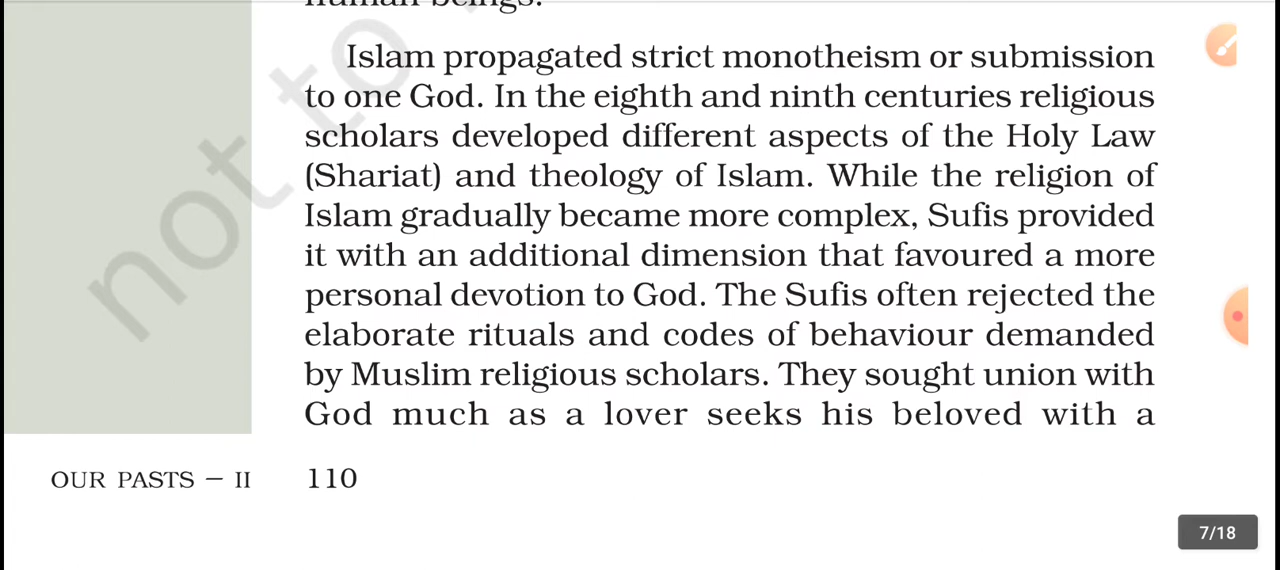 human beings.
Islam propagated strict monotheism or submission
to one God. In the eighth and ninth centuries religious
scholars developed different aspects of the Holy Law
(Shariat) and theology of Islam. While the religion of
Islam gradually became more complex, Sufis provided
it with an additional dimension that favoured a more
personal devotion to God. The Sufis often rejected the
elaborate rituals and codes of behaviour demanded
by Muslim religious scholars. They sought union with
God much as a lover seeks his beloved with a
OUR PASTS – II 110
7/18
not to